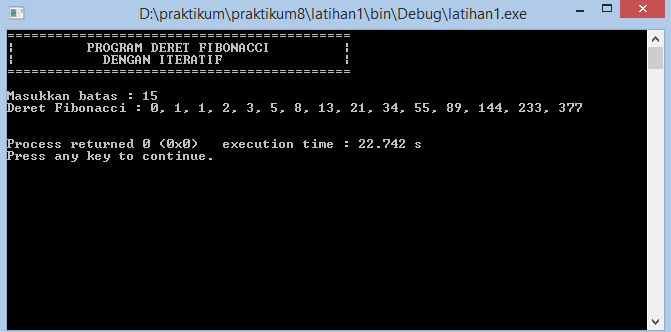 D:\praktikum\praktikum8\latihan1\bin\Debug\latihan1.exe
===========================================
¦         PROGRAM DERET FIBONACCI         ¦
¦           DENGAN ITERATIF               ¦
===========================================
Masukkan batas : 15
Deret Fibonacci : 0, 1, 1, 2, 3, 5, 8, 13, 21, 34, 55, 89, 144, 233, 377
Process returned 0 (0x0)   execution time : 22.742 s
Press any key to continue.